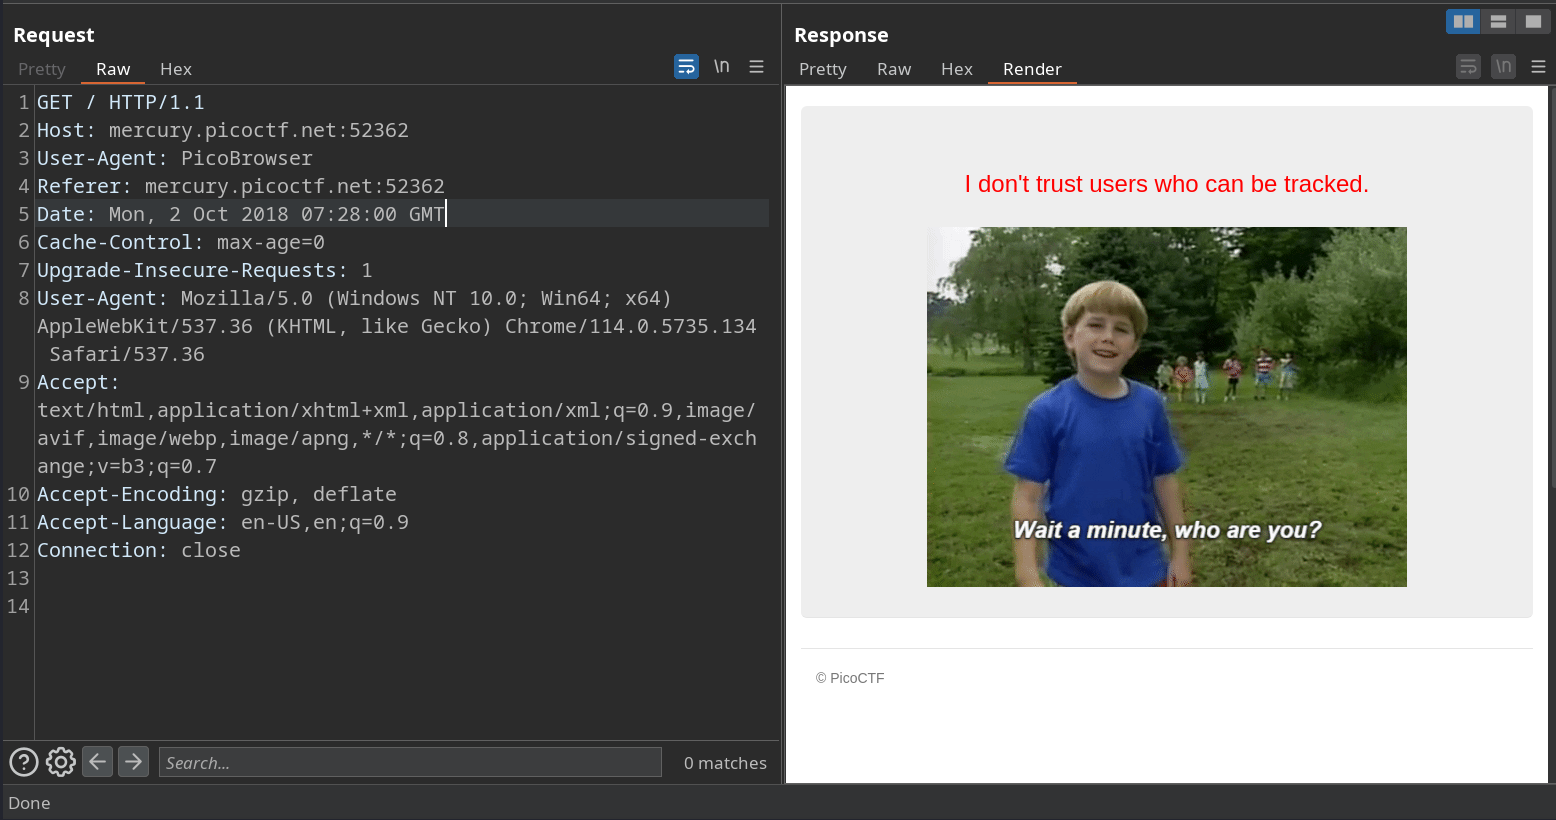 Request
Pretty Raw Hex
\n
1 GET / HTTP/1.1
2 Host: mercury.picoctf.net:52362
3 User-Agent: PicoBrowser
4 Referer: mercury.picoctf.net:52362
5 Date: Mon, 2 Oct 2018 07:28:00 GMT
6 Cache-Control: max-age=0
7 Upgrade-Insecure-Requests: 1
8 User-Agent: Mozilla/5.0 (Windows NT 10.0; Win64; x64)
AppleWebKit/537.36 (KHTML, like Gecko) Chrome/114.0.5735.134
Safari/537.36
9 Accept:
text/html,application/xhtml+xml,application/xml;q=0.9,image/
avif,image/webp,image/apng,*/*;q=0.8,application/signed-exch
ange;v=b3;q=0.7
10 Accept-Encoding: gzip, deflate
11 Accept-Language: en-US,en;q=0.9
12 Connection: close
13
14
?
Search...
0 matches
Done
Response
Pretty Raw Hex Render
\n
I don't trust users who can be tracked.
Wait a minute, who are you?
© PicoCTF